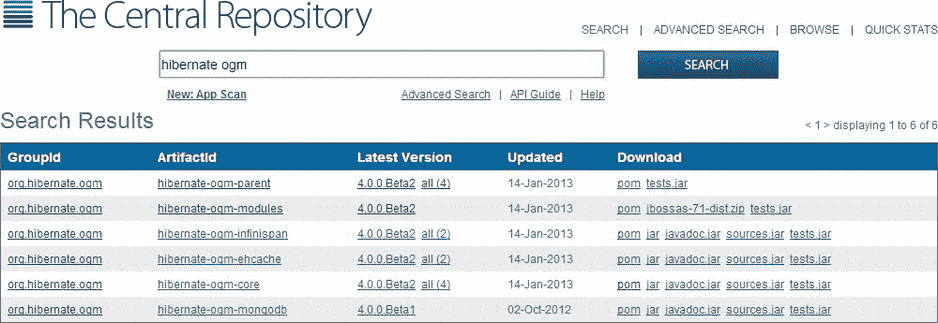 The Central Repository
SEARCH | ADVANCED SEARCH | BROWSE | QUICK STATS
hibernate ogm SEARCH
New: App Scan Advanced Search | API Guide | Help
Search Results < 1 > displaying 1 to 6 of 6
GroupId ArtifactId Latest Version Updated Download
org.hibernate.ogm hibernate-ogm-parent 4.0.0.Beta2 all (4) 14-Jan-2013 pom tests.jar
org.hibernate.ogm hibernate-ogm-modules 4.0.0.Beta2 14-Jan-2013 pom jbossas-71-dist.zip tests.jar
org.hibernate.ogm hibernate-ogm-infinispan 4.0.0.Beta2 all (2) 14-Jan-2013 pom jar javadoc.jar sources.jar tests.jar
org.hibernate.ogm hibernate-ogm-ehcache 4.0.0.Beta2 all (2) 14-Jan-2013 pom jar javadoc.jar sources.jar tests.jar
org.hibernate.ogm hibernate-ogm-core 4.0.0.Beta2 all (4) 14-Jan-2013 pom jar javadoc.jar sources.jar tests.jar
org.hibernate.ogm hibernate-ogm-mongodb 4.0.0.Beta1 02-Oct-2012 pom jar javadoc.jar sources.jar tests.jar